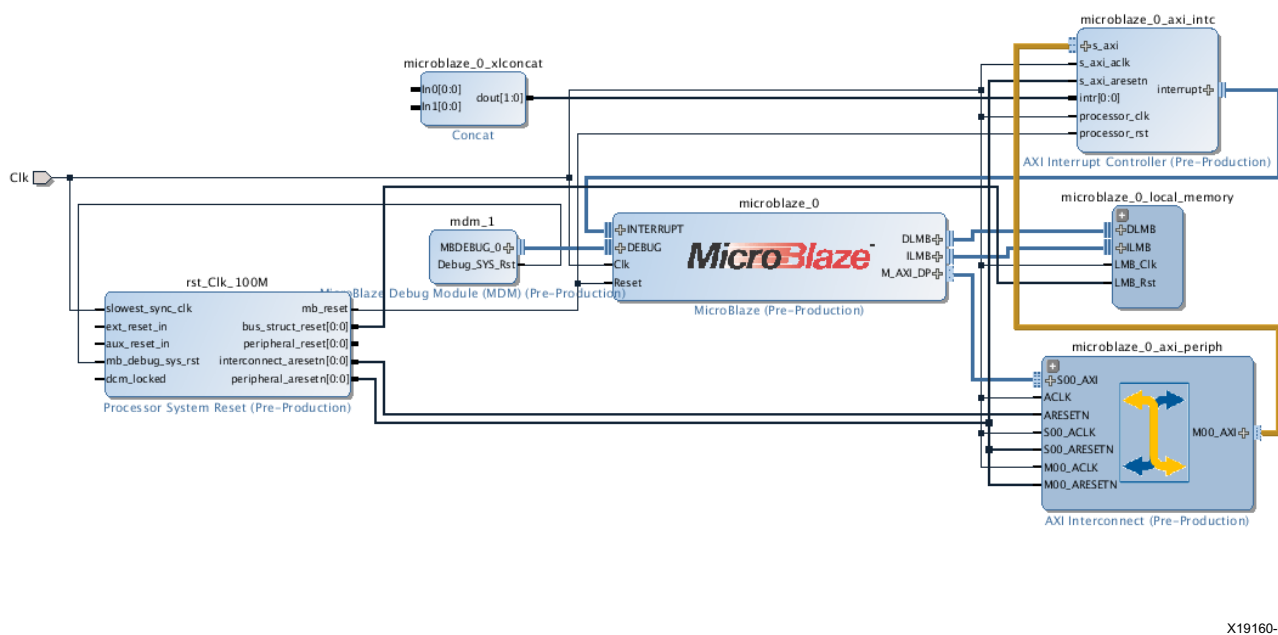 microblaze_0_axi_intc
s_axi
s_axi_aclk
s_axi_aresetn
intr[0:0]
processor_clk
processor_rst
interrupt
AXI Interrupt Controller (Pre-Production)
microblaze_0_xlconcat
In0[0:0]
In1[0:0]
dout[1:0]
Concat
Clk
microblaze_0_local_memory
DLMB
ILMB
LMB_Clk
LMB_Rst
microblaze_0
INTERRUPT
DEBUG
Clk
Reset
MicroBlaze
DLMB
ILMB
M_AXI_DP
MicroBlaze (Pre-Production)
mdm_1
MBDEBUG_0
Debug_SYS_Rst
MicroBlaze Debug Module (MDM) (Pre-Production)
rst_Clk_100M
slowest_sync_clk
ext_reset_in
aux_reset_in
mb_debug_sys_rst
dcm_locked
mb_reset
bus_struct_reset[0:0]
peripheral_reset[0:0]
interconnect_aresetn[0:0]
peripheral_aresetn[0:0]
Processor System Reset (Pre-Production)
microblaze_0_axi_periph
S00_AXI
ACLK
ARESETN
S00_ACLK
S00_ARESETN
M00_ACLK
M00_ARESETN
M00_AXI
AXI Interconnect (Pre-Production)
X19160-